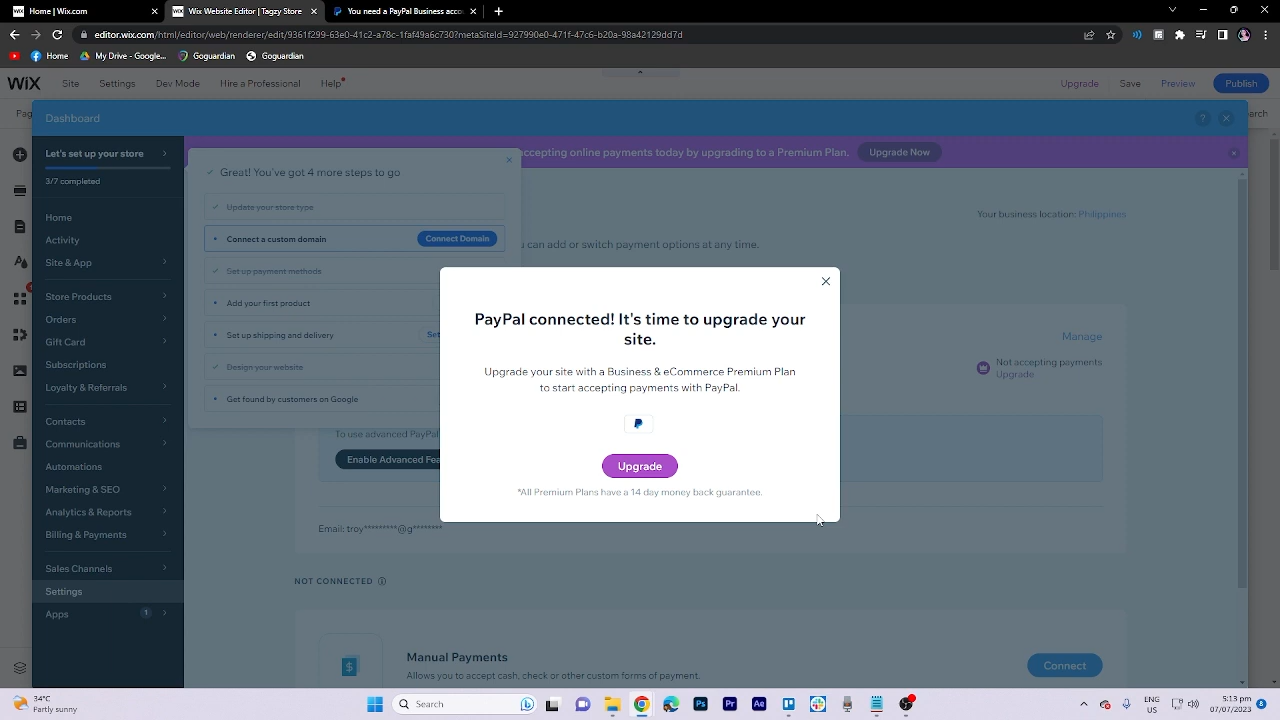 Home | Wix.com
Wix Website Editor | Tagsy Store
You need a PayPal Business acc
editor.wix.com/html/editor/web/editor/edit/9361f239-63e0-41c2-a78c-1faf49a6c730?metaSiteId=327990e0-471f-47c6-b20a-98a42129dd7d
Home
My Drive - Google...
Goguardian
Goguardian
WiX
Site
Settings
Dev Mode
Hire a Professional
Help
Upgrade
Save
Preview
Publish
Dashboard
?
Let's set up your store
3/7 completed
Home
Activity
Site & App
Store Products
Orders
Gift Card
Subscriptions
Loyalty & Referrals
Contacts
Communications
Automations
Marketing & SEO
Analytics & Reports
Billing & Payments
Sales Channels
Settings
Apps
1
accepting online payments today by upgrading to a Premium Plan.
Upgrade Now
Great! You've got 4 more steps to go
Update your store type
Connect a custom domain
Connect Domain
Set up payment methods
Add your first product
Set up shipping and delivery
Set
Design your website
Get found by customers on Google
Your business location: Philippines
can add or switch payment options at any time.
Manage
Not accepting payments
Upgrade
To use advanced PayPal
Enable Advanced Fea
Email: troy********@g********
NOT CONNECTED
Manual Payments
Allows you to accept cash, check or other custom forms of payment.
Connect
PayPal connected! It's time to upgrade your
site.
Upgrade your site with a Business & eCommerce Premium Plan
to start accepting payments with PayPal.
Upgrade
*All Premium Plans have a 14 day money back guarantee.
34°C
Partly sunny
Search
Ps
Pr
Ae
ENG
US
5:13 pm
07/07/2023